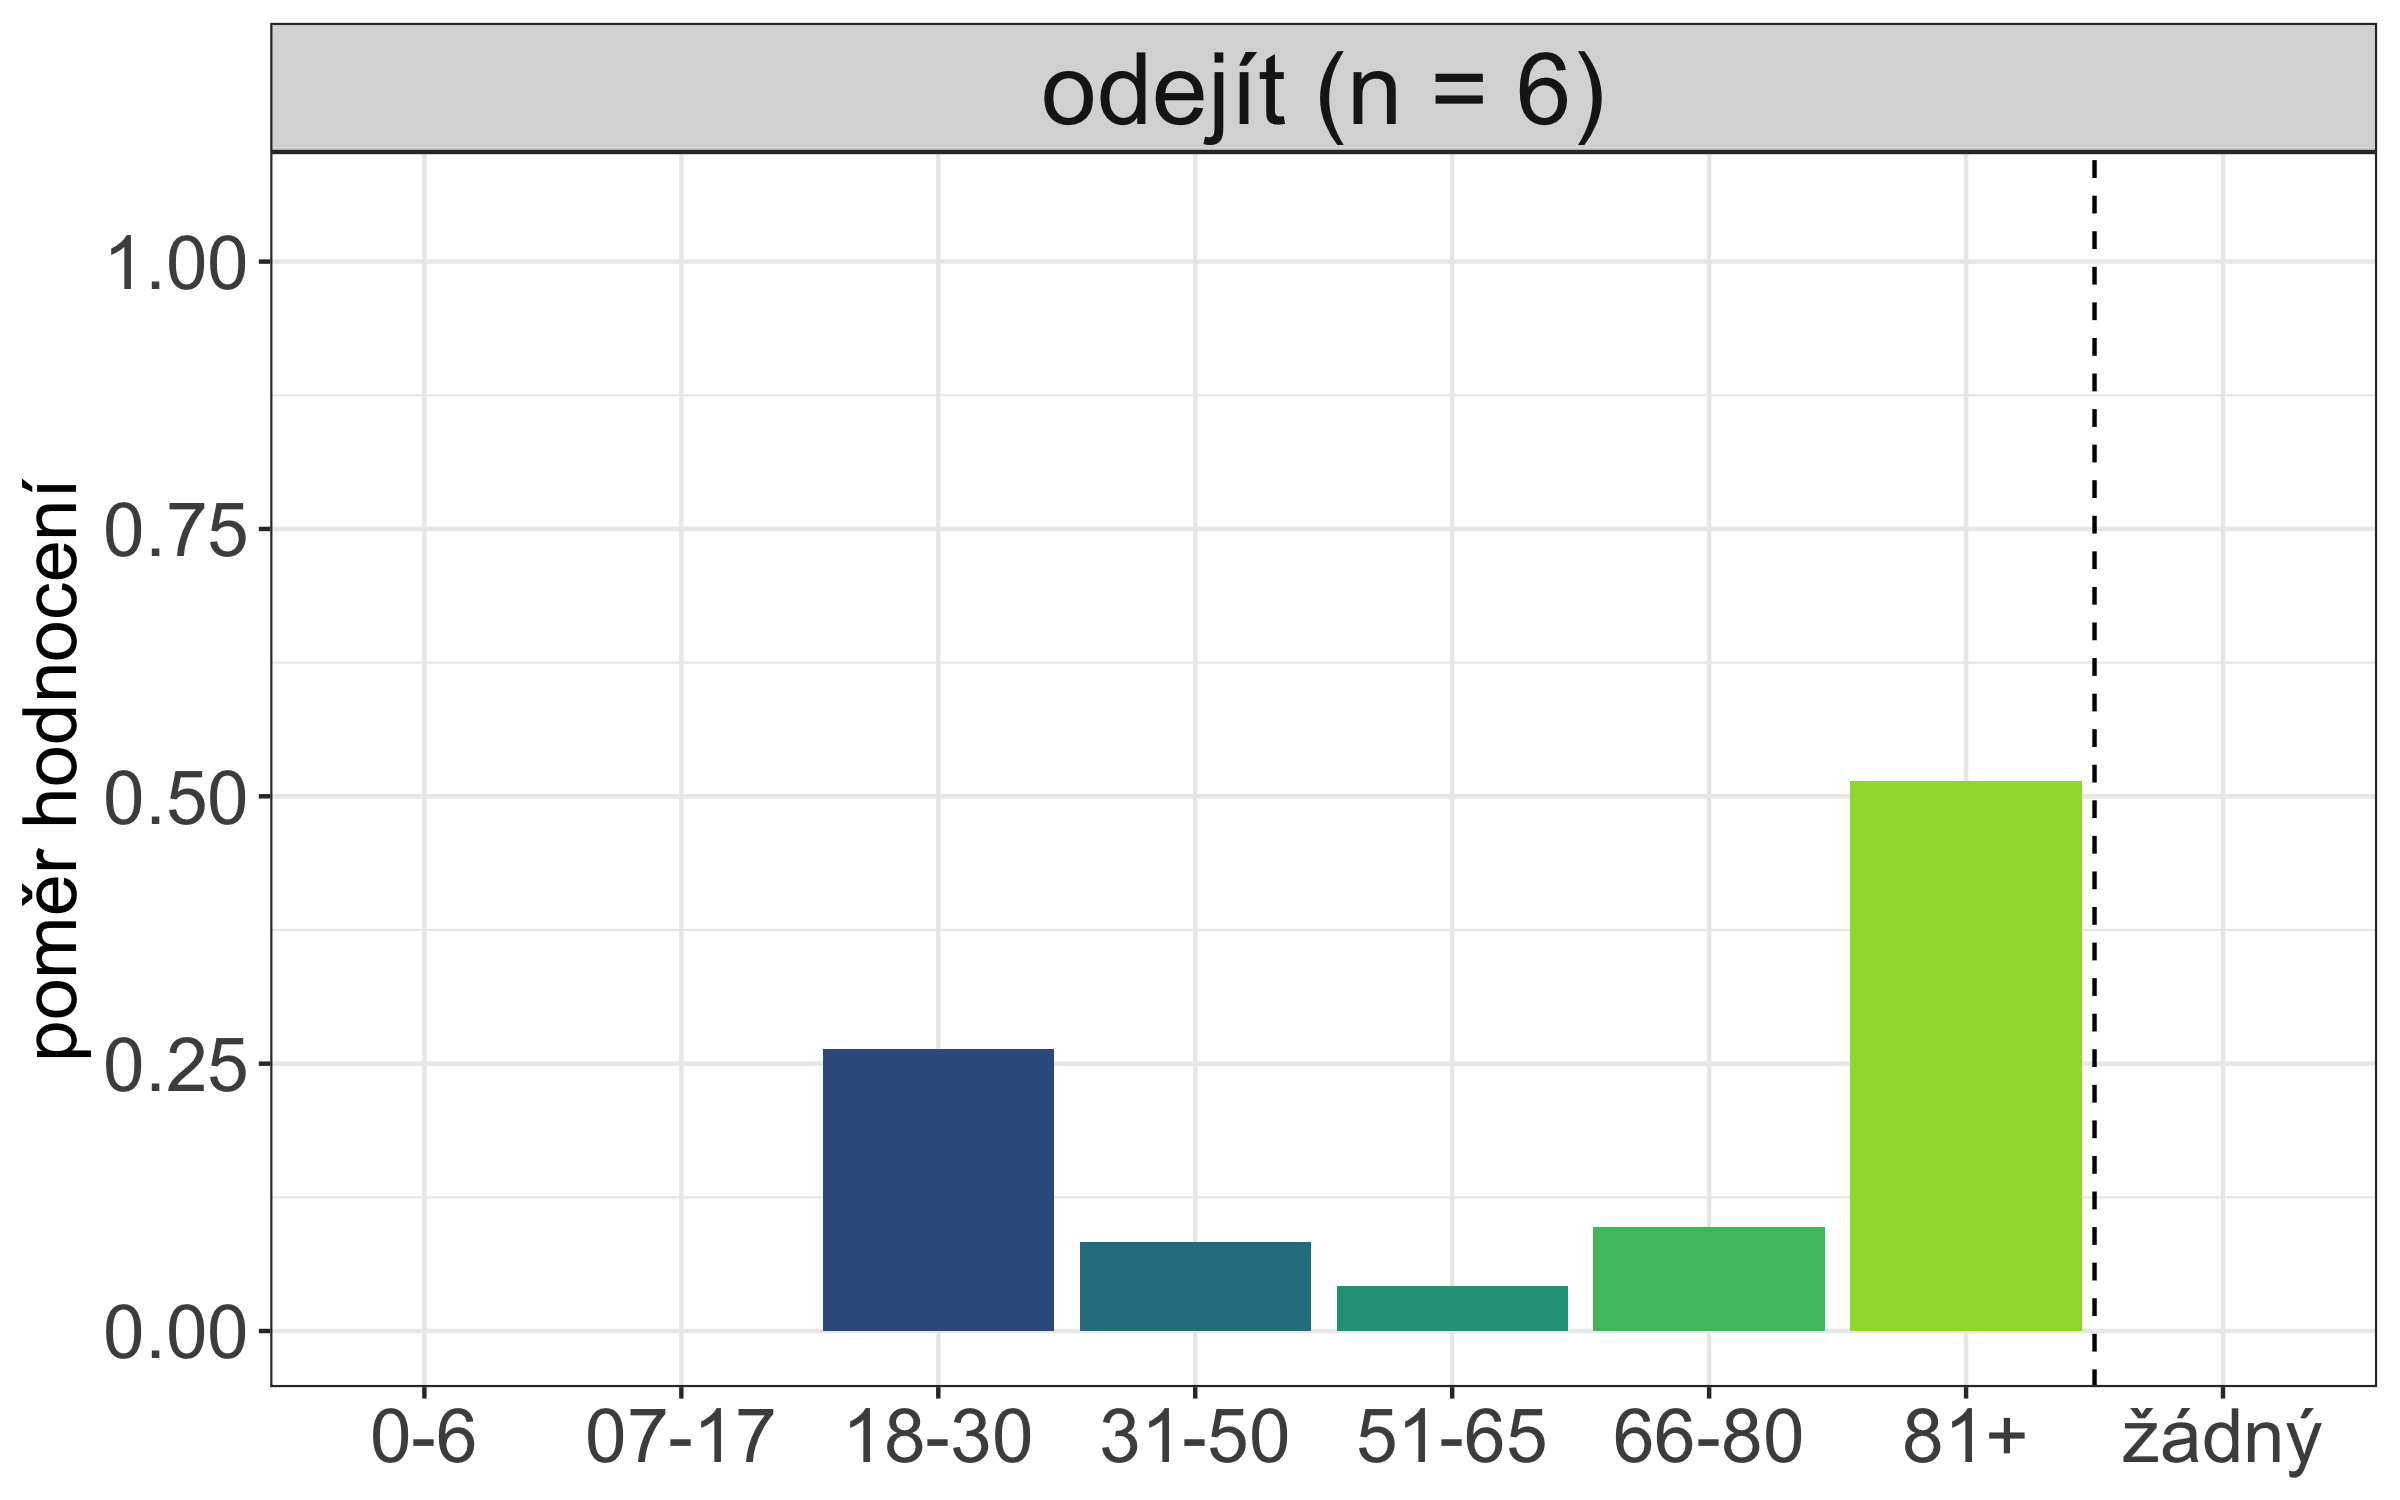 odejít (n = 6)
poměr hodnocení
1.00
0.75
0.50
0.25
0.00
0-6 07-17 18-30 31-50 51-65 66-80 81+ žádný